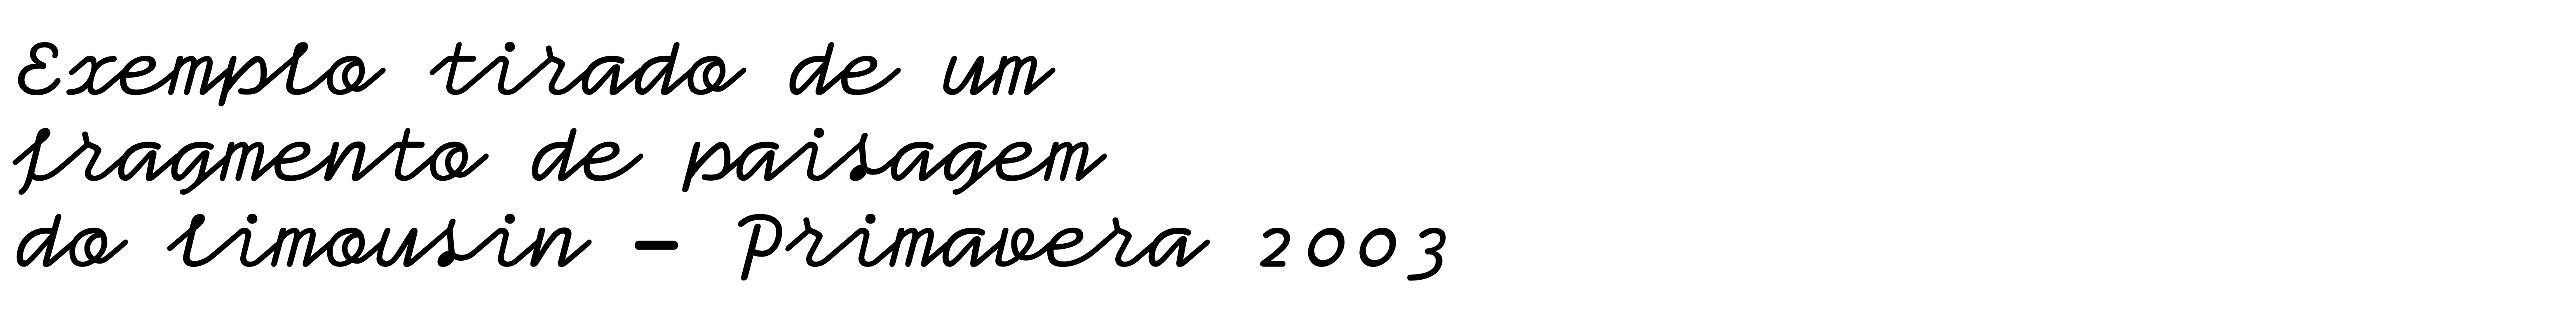 Exemplo tirado de um
fragmento de paisagem
do limousin – Primavera 2003